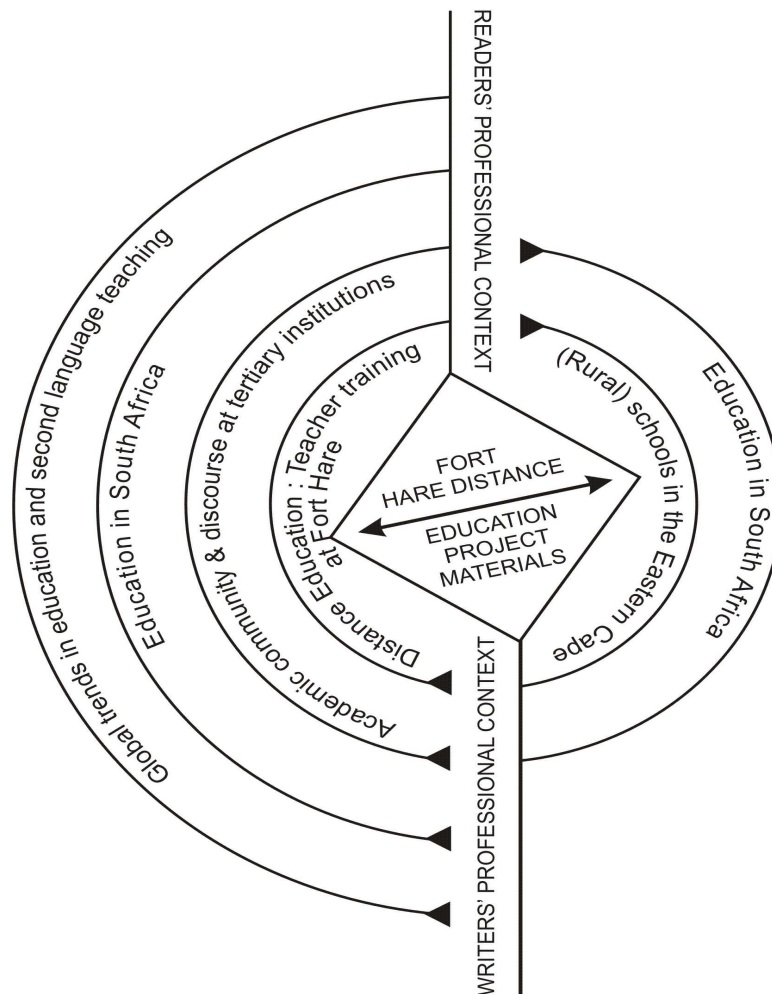 READERS' PROFESSIONAL CONTEXT
Global trends in education and second language teaching
Education in South Africa
Academic community & discourse at tertiary institutions
Distance Education : Teacher training
at Fort Hare
FORT
HARE DISTANCE
EDUCATION
PROJECT
MATERIALS
(Rural) schools in the Eastern Cape
Education in South Africa
WRITERS' PROFESSIONAL CONTEXT